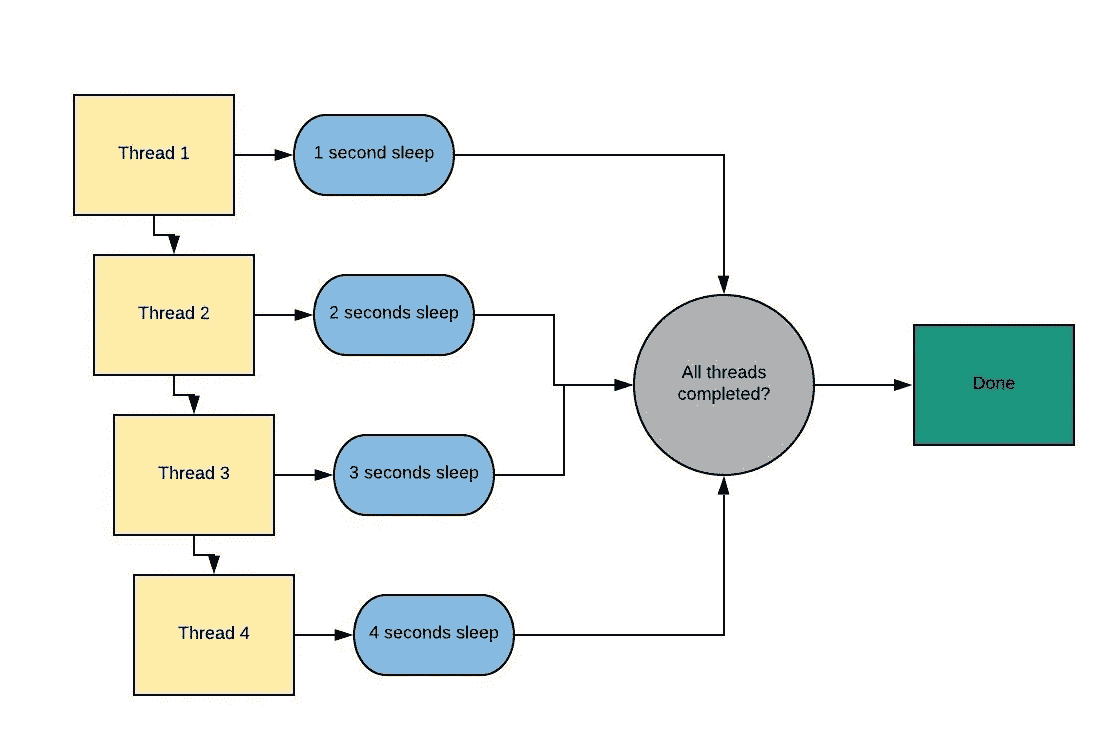 Thread 1
1 second sleep
Thread 2
2 seconds sleep
All threads
completed?
Done
Thread 3
3 seconds sleep
Thread 4
4 seconds sleep